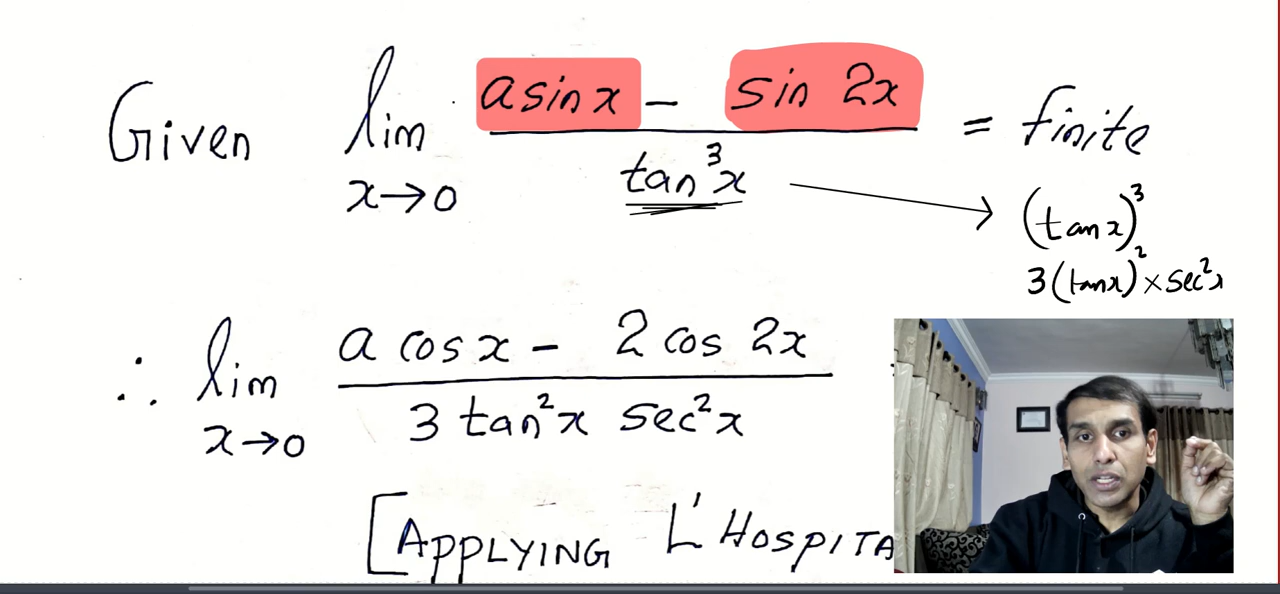 Given lim x→0 (a sin x − sin 2x) / tan³x = finite
(tan x)³
3(tan x)² × sec²x
∴ lim x→0 (a cos x − 2 cos 2x) / (3 tan²x sec²x)
[APPLYING L'HOSPITA